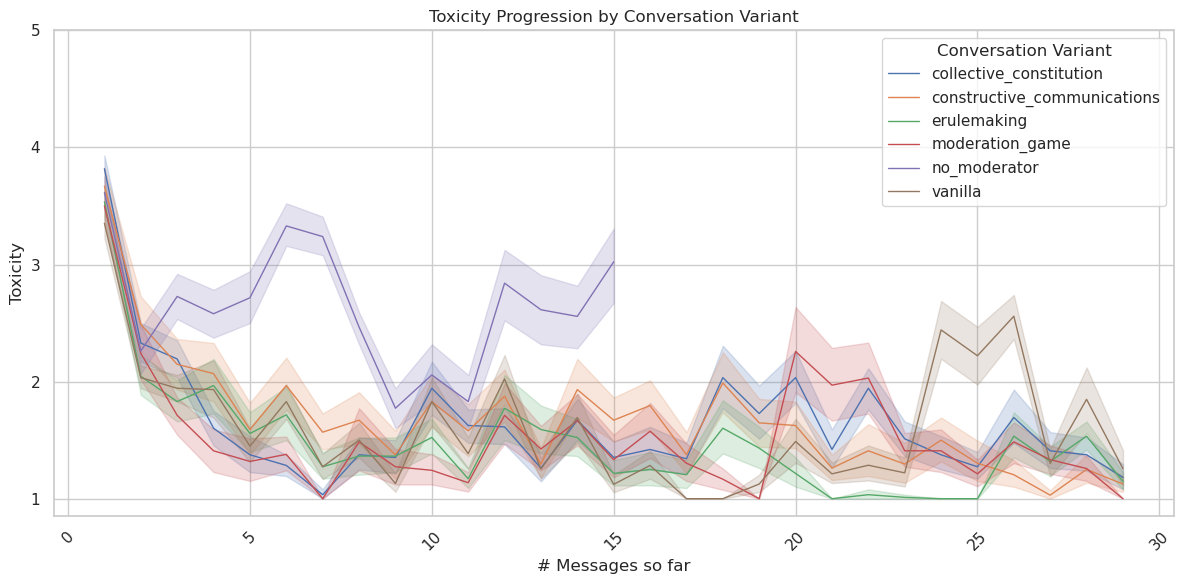 Toxicity Progression by Conversation Variant
5
4
3
2
1
Toxicity
0
5
10
15
20
25
30
# Messages so far
Conversation Variant
collective_constitution
constructive_communications
erulemaking
moderation_game
no_moderator
vanilla